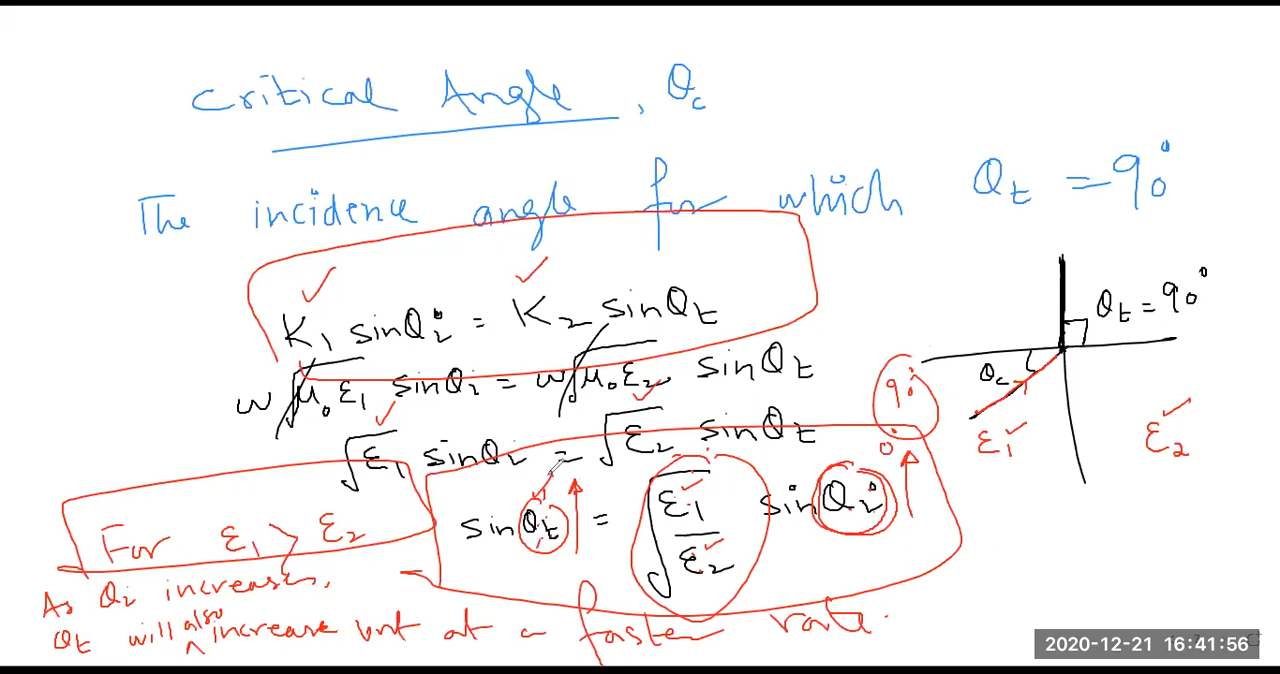 Critical Angle, θc
The incidence angle for which θt = 90°
K1 sinθi = K2 sinθt
ω√μ0ε1 sinθi = ω√μ0ε2 sinθt
√ε1 sinθi = √ε2 sinθt
sinθt = √ε1/ε2 sinθi
90°
0
θt = 90°
θc
ε1
ε2
For ε1 > ε2
As θi increases,
θt will also increase but at a faster rate.
2020-12-21 16:41:56